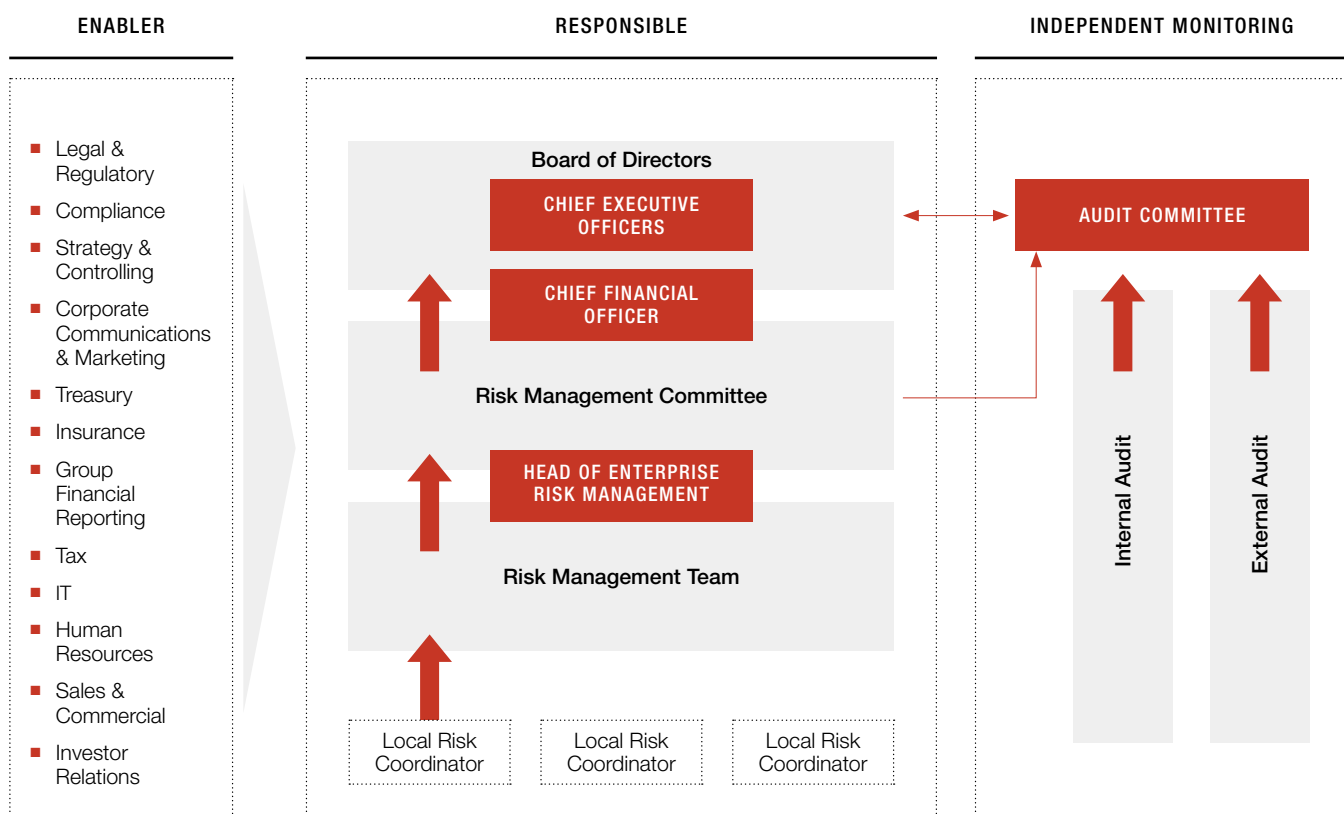 ENABLER
Legal &
Regulatory
Compliance
Strategy &
Controlling
Corporate
Communications
& Marketing
Treasury
Insurance
Group
Financial
Reporting
Tax
IT
Human
Resources
Sales &
Commercial
Investor
Relations
RESPONSIBLE
Board of Directors
CHIEF EXECUTIVE
OFFICERS
CHIEF FINANCIAL
OFFICER
Risk Management Committee
HEAD OF ENTERPRISE
RISK MANAGEMENT
Risk Management Team
Local Risk
Coordinator
Local Risk
Coordinator
Local Risk
Coordinator
INDEPENDENT MONITORING
AUDIT COMMITTEE
Internal Audit
External Audit